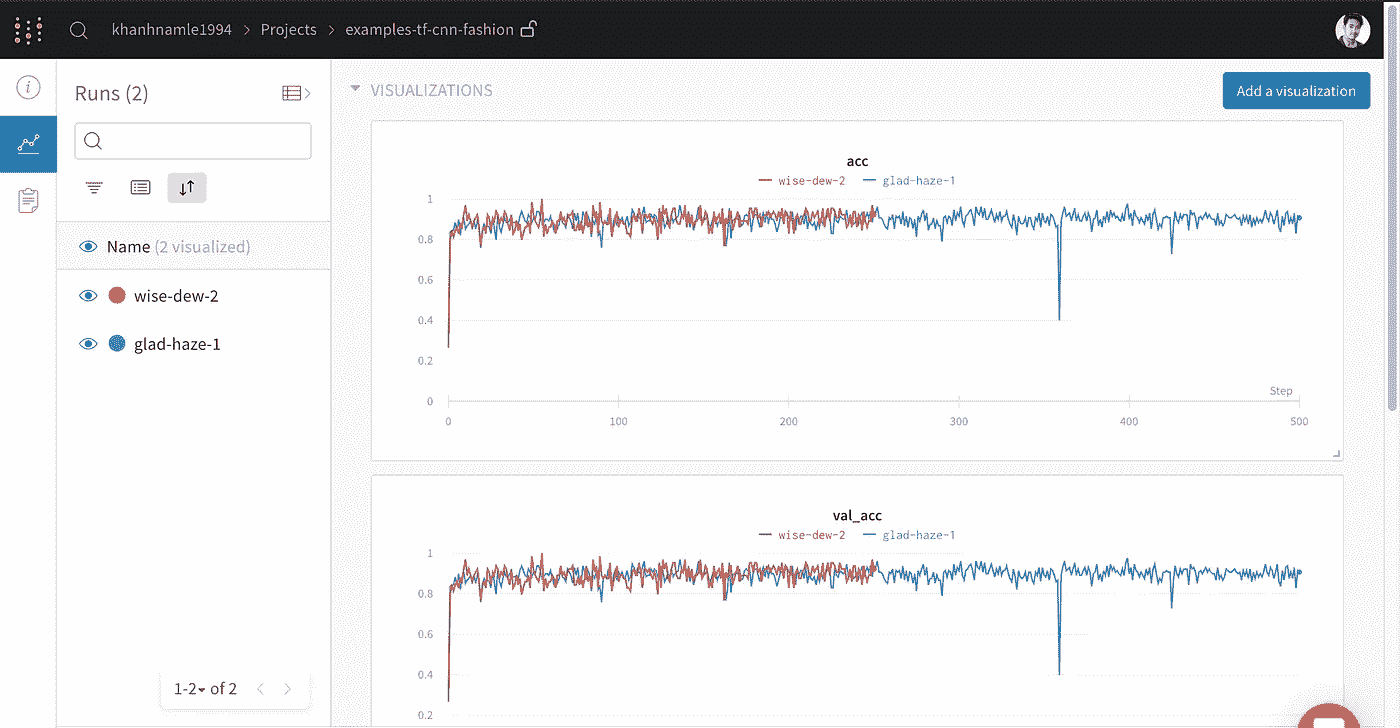 khanhnamle1994 > Projects > examples-tf-cnn-fashion
Runs (2)
Name (2 visualized)
wise-dew-2
glad-haze-1
1-2 of 2
VISUALIZATIONS
Add a visualization
acc
wise-dew-2 glad-haze-1
1
0.8
0.6
0.4
0.2
0
Step
0 100 200 300 400 500
val_acc
wise-dew-2 glad-haze-1
1
0.8
0.6
0.4
0.2